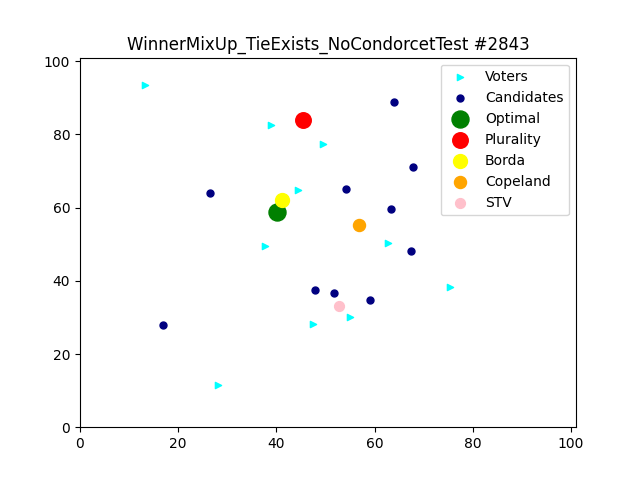 WinnerMixUp_TieExists_NoCondorcetTest #2843
100
80
60
40
20
0
0 20 40 60 80 100
Voters
Candidates
Optimal
Plurality
Borda
Copeland
STV